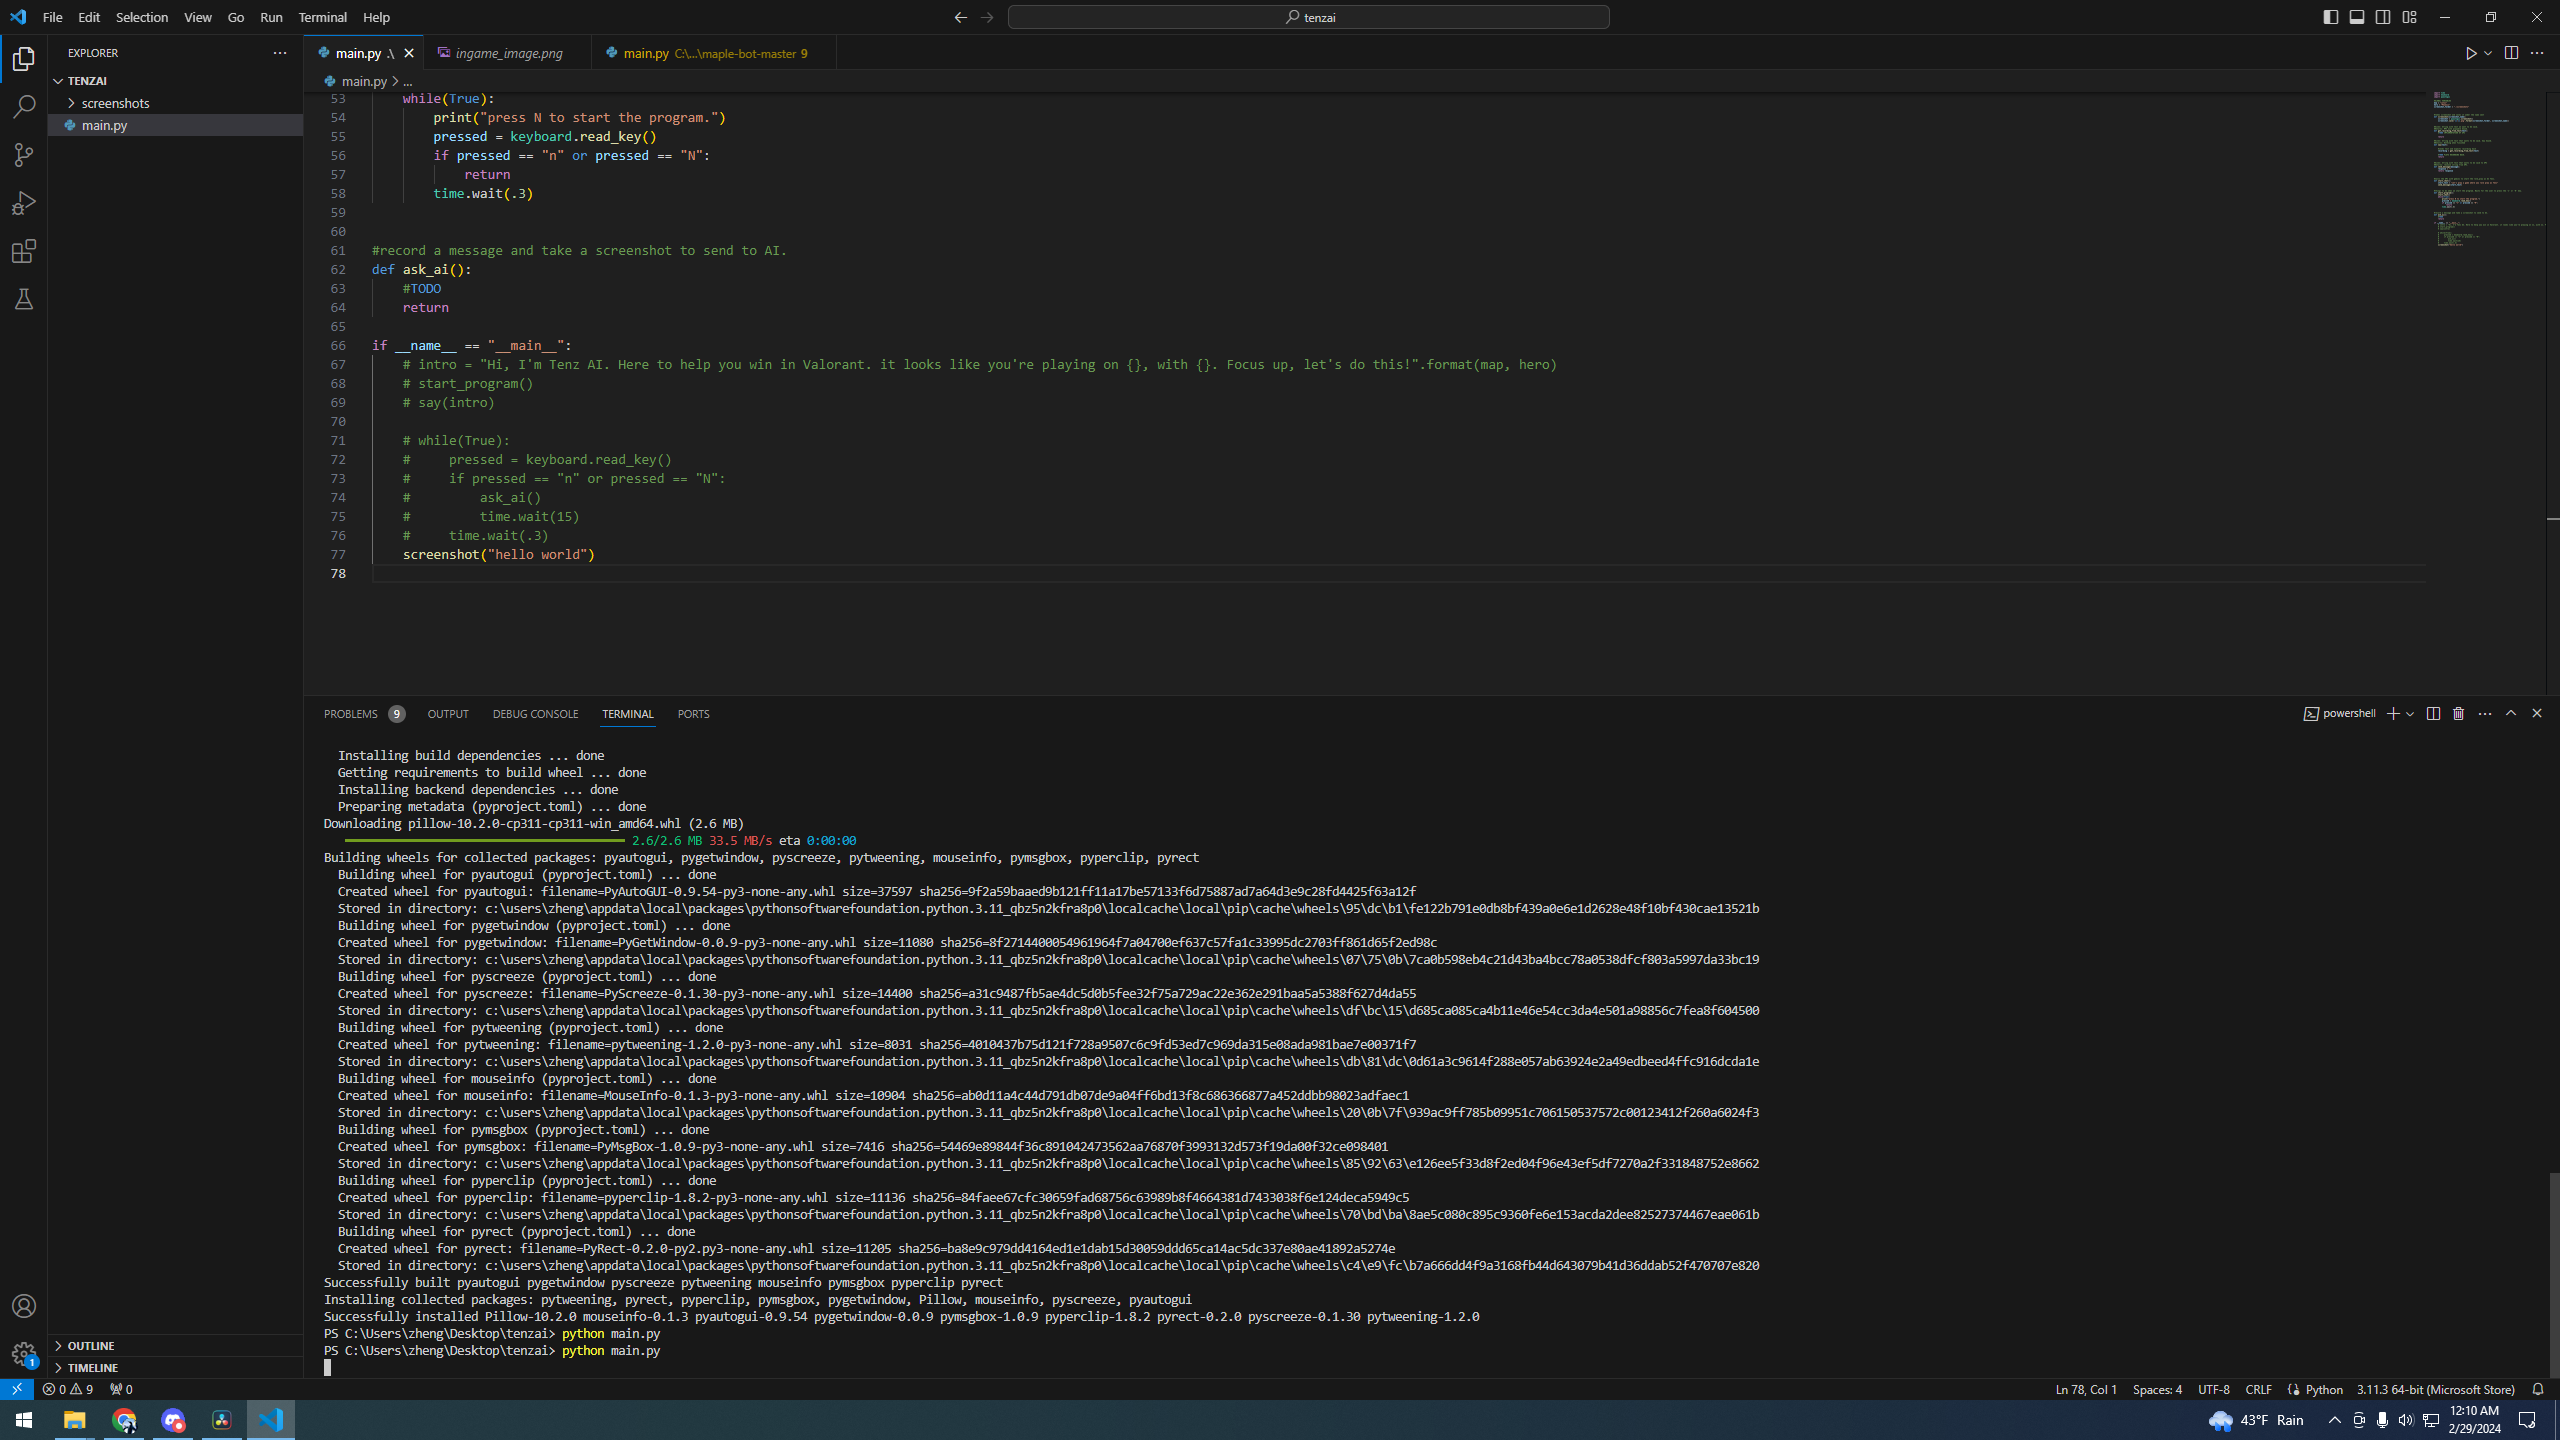 File Edit Selection View Go Run Terminal Help
tenzai
EXPLORER
TENZAI
screenshots
main.py
main.py .\
ingame_image.png
main.py C:\...\maple-bot-master 9
main.py > ...
53 while(True):
54 print("press N to start the program.")
55 pressed = keyboard.read_key()
56 if pressed == "n" or pressed == "N":
57 return
58 time.wait(.3)
59
60
61 #record a message and take a screenshot to send to AI.
62 def ask_ai():
63 #TODO
64 return
65
66 if __name__ == "__main__":
67 # intro = "Hi, I'm Tenz AI. Here to help you win in Valorant. it looks like you're playing on {}, with {}. Focus up, let's do this!".format(map, hero)
68 # start_program()
69 # say(intro)
70
71 # while(True):
72 # pressed = keyboard.read_key()
73 # if pressed == "n" or pressed == "N":
74 # ask_ai()
75 # time.wait(15)
76 # time.wait(.3)
77 screenshot("hello world")
78
PROBLEMS 9 OUTPUT DEBUG CONSOLE TERMINAL PORTS
powershell
Installing build dependencies ... done
Getting requirements to build wheel ... done
Installing backend dependencies ... done
Preparing metadata (pyproject.toml) ... done
Downloading pillow-10.2.0-cp311-cp311-win_amd64.whl (2.6 MB)
2.6/2.6 MB 33.5 MB/s eta 0:00:00
Building wheels for collected packages: pyautogui, pygetwindow, pyscreeze, pytweening, mouseinfo, pymsgbox, pyperclip, pyrect
Building wheel for pyautogui (pyproject.toml) ... done
Created wheel for pyautogui: filename=PyAutoGUI-0.9.54-py3-none-any.whl size=37597 sha256=9f2a59baaed9b121ff11a17be57133f6d75887ad7a64d3e9c28fd4425f63a12f
Stored in directory: c:\users\zheng\appdata\local\packages\pythonsoftwarefoundation.python.3.11_qbz5n2kfra8p0\localcache\local\pip\cache\wheels\95\dc\b1\fe122b791e0db8bf439a0e6e1d2628e48f10bf430cae13521b
Building wheel for pygetwindow (pyproject.toml) ... done
Created wheel for pygetwindow: filename=PyGetWindow-0.0.9-py3-none-any.whl size=11080 sha256=8f2714400054961964f7a04700ef637c57fa1c33995dc2703ff861d65f2ed98c
Stored in directory: c:\users\zheng\appdata\local\packages\pythonsoftwarefoundation.python.3.11_qbz5n2kfra8p0\localcache\local\pip\cache\wheels\07\75\0b\7ca0b598eb4c21d43ba4bcc78a0538dfcf803a5997da33bc19
Building wheel for pyscreeze (pyproject.toml) ... done
Created wheel for pyscreeze: filename=PyScreeze-0.1.30-py3-none-any.whl size=14400 sha256=a31c9487fb5ae4dc5d0b5fee32f75a729ac22e362e291baa5a5388f627d4da55
Stored in directory: c:\users\zheng\appdata\local\packages\pythonsoftwarefoundation.python.3.11_qbz5n2kfra8p0\localcache\local\pip\cache\wheels\df\bc\15\d685ca085ca4b11e46e54cc3da4e501a98856c7fea8f604500
Building wheel for pytweening (pyproject.toml) ... done
Created wheel for pytweening: filename=pytweening-1.2.0-py3-none-any.whl size=8031 sha256=4010437b75d121f728a9507c6c9fd53ed7c969da315e08ada981bae7e00371f7
Stored in directory: c:\users\zheng\appdata\local\packages\pythonsoftwarefoundation.python.3.11_qbz5n2kfra8p0\localcache\local\pip\cache\wheels\db\81\dc\0d61a3c9614f288e057ab63924e2a49edbeed4ffc916dcda1e
Building wheel for mouseinfo (pyproject.toml) ... done
Created wheel for mouseinfo: filename=MouseInfo-0.1.3-py3-none-any.whl size=10904 sha256=ab0d11a4c44d791db07de9a04ff6bd13f8c686366877a452ddbb98023adfaec1
Stored in directory: c:\users\zheng\appdata\local\packages\pythonsoftwarefoundation.python.3.11_qbz5n2kfra8p0\localcache\local\pip\cache\wheels\20\0b\7f\939ac9ff785b09951c706150537572c00123412f260a6024f3
Building wheel for pymsgbox (pyproject.toml) ... done
Created wheel for pymsgbox: filename=PyMsgBox-1.0.9-py3-none-any.whl size=7416 sha256=54469e89844f36c891042473562aa76870f3993132d573f19da00f32ce098401
Stored in directory: c:\users\zheng\appdata\local\packages\pythonsoftwarefoundation.python.3.11_qbz5n2kfra8p0\localcache\local\pip\cache\wheels\85\92\63\e126ee5f33d8f2ed04f96e43ef5df7270a2f331848752e8662
Building wheel for pyperclip (pyproject.toml) ... done
Created wheel for pyperclip: filename=pyperclip-1.8.2-py3-none-any.whl size=11136 sha256=84faee67cfc30659fad68756c63989b8f4664381d7433038f6e124deca5949c5
Stored in directory: c:\users\zheng\appdata\local\packages\pythonsoftwarefoundation.python.3.11_qbz5n2kfra8p0\localcache\local\pip\cache\wheels\70\bd\ba\8ae5c080c895c9360fe6e153acda2dee82527374467eae061b
Building wheel for pyrect (pyproject.toml) ... done
Created wheel for pyrect: filename=PyRect-0.2.0-py2.py3-none-any.whl size=11205 sha256=ba8e9c979dd4164ed1e1dab15d30059ddd65ca14ac5dc337e80ae41892a5274e
Stored in directory: c:\users\zheng\appdata\local\packages\pythonsoftwarefoundation.python.3.11_qbz5n2kfra8p0\localcache\local\pip\cache\wheels\c4\e9\fc\b7a666dd4f9a3168fb44d643079b41d36ddab52f470707e820
Successfully built pyautogui pygetwindow pyscreeze pytweening mouseinfo pymsgbox pyperclip pyrect
Installing collected packages: pytweening, pyrect, pyperclip, pymsgbox, pygetwindow, Pillow, mouseinfo, pyscreeze, pyautogui
Successfully installed Pillow-10.2.0 mouseinfo-0.1.3 pyautogui-0.9.54 pygetwindow-0.0.9 pymsgbox-1.0.9 pyperclip-1.8.2 pyrect-0.2.0 pyscreeze-0.1.30 pytweening-1.2.0
PS C:\Users\zheng\Desktop\tenzai> python main.py
PS C:\Users\zheng\Desktop\tenzai> python main.py
OUTLINE
TIMELINE
1
0 9 0
Ln 78, Col 1 Spaces: 4 UTF-8 CRLF Python 3.11.3 64-bit (Microsoft Store)
43°F Rain
12:10 AM
2/29/2024